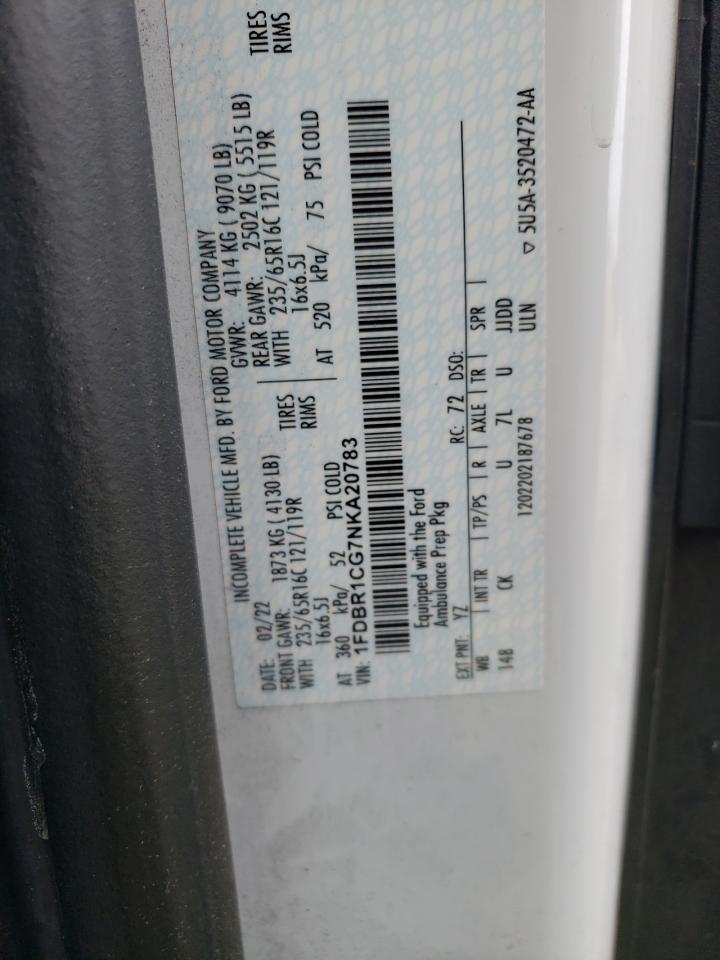 INCOMPLETE VEHICLE MFD. BY FORD MOTOR COMPANY
DATE: 02/22 GVWR: 4114 KG ( 9070 LB)
FRONT GAWR: 1873 KG ( 4130 LB) REAR GAWR: 2502 KG ( 5515 LB)
WITH 235/65R16C 121/119R TIRES WITH 235/65R16C 121/119R TIRES
16x6.5J RIMS 16x6.5J RIMS
AT 360 kPa/ 52 PSI COLD AT 520 kPa/ 75 PSI COLD
VIN: 1FDBR1CG7NKA20783
Equipped with the Ford
Ambulance Prep Pkg
EXT PNT: YZ RC: 72 DSO:
WB INT TR TP/PS R AXLE TR SPR
148 CK U 7L U JJDD
1202202187678 ULN
▽ 5U5A-3520472-AA